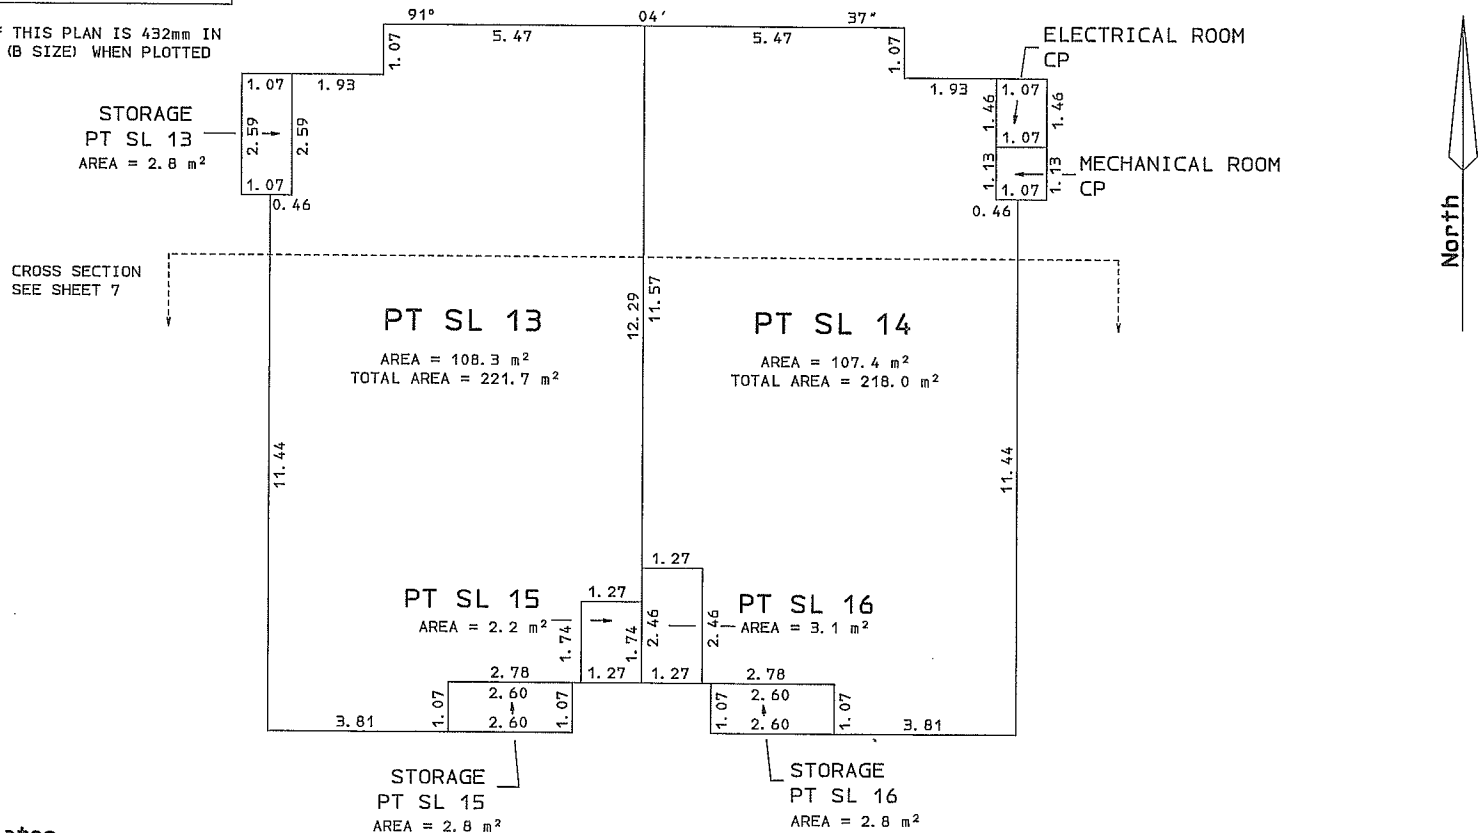 THIS PLAN IS 432mm IN
(B SIZE) WHEN PLOTTED
91° 04' 37"
5.47 5.47
1.07 1.07
ELECTRICAL ROOM
CP
1.07 1.93
1.93 1.07
STORAGE
PT SL 13
AREA = 2.8 m²
2.59 2.59
1.46 1.46
1.07
1.13 1.13
MECHANICAL ROOM
CP
1.07
1.07
0.46
0.46
North
CROSS SECTION
SEE SHEET 7
12.29 11.57
PT SL 13
AREA = 108.3 m²
TOTAL AREA = 221.7 m²
PT SL 14
AREA = 107.4 m²
TOTAL AREA = 218.0 m²
11.44
11.44
1.27
1.27
PT SL 15
AREA = 2.2 m²
PT SL 16
AREA = 3.1 m²
1.74 1.74 2.46 2.46
2.78 1.27 1.27 2.78
2.60 2.60
1.07 1.07 1.07 1.07
3.81 2.60 2.60 3.81
STORAGE
PT SL 15
AREA = 2.8 m²
STORAGE
PT SL 16
AREA = 2.8 m²